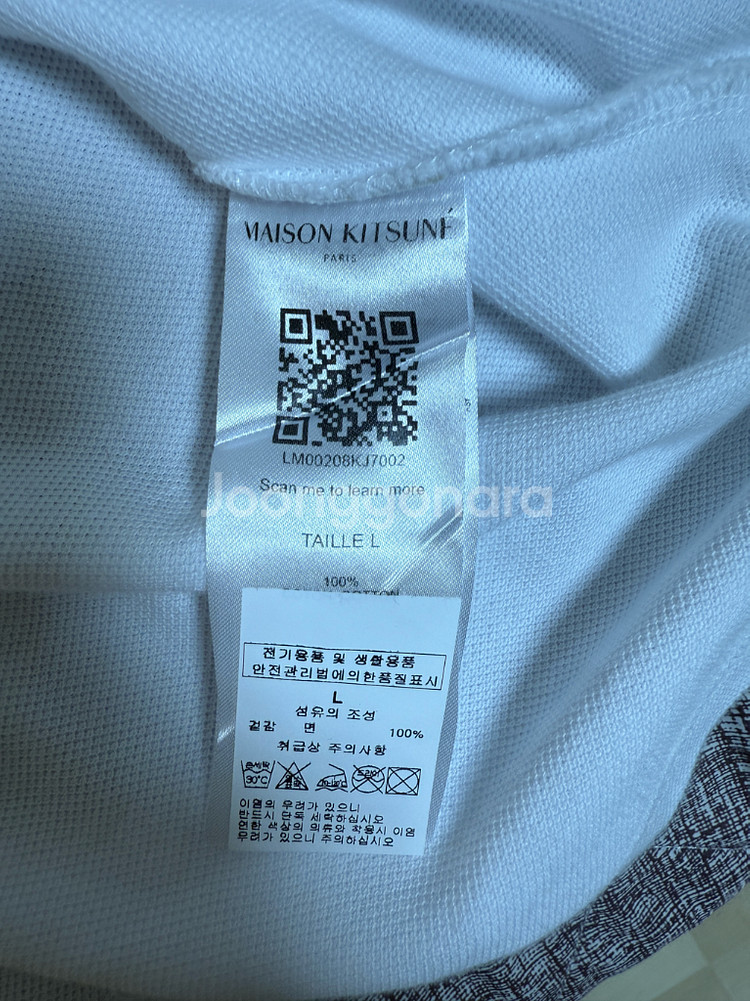 MAISON KITSUNÉ
PARIS
LM00208KJ7002
Scan me to learn more
Joonggonara
TAILLE L
100%
COTTON
전기용품 및 생활용품
안전관리법에의한품질표시
L
섬유의 조성
겉감 면 100%
취급상 주의사항
30℃
이염의 우려가 있으니
반드시 단독 세탁하십시오
연한 색상의 의류와 착용시 이염
우려가 있으니 주의하십시오